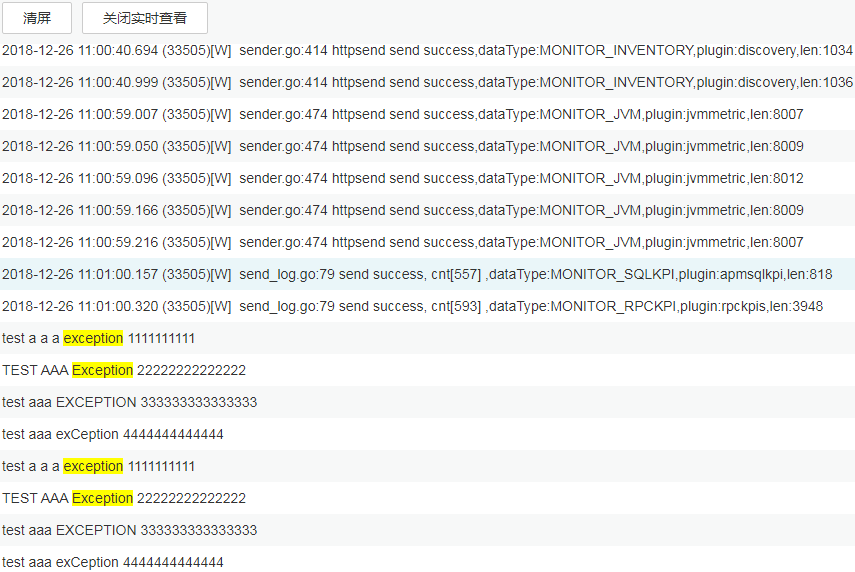 清屏 关闭实时查看
2018-12-26 11:00:40.694 (33505)[W] sender.go:414 httpsend send success,dataType:MONITOR_INVENTORY,plugin:discovery,len:1034
2018-12-26 11:00:40.999 (33505)[W] sender.go:414 httpsend send success,dataType:MONITOR_INVENTORY,plugin:discovery,len:1036
2018-12-26 11:00:59.007 (33505)[W] sender.go:474 httpsend send success,dataType:MONITOR_JVM,plugin:jvmmetric,len:8007
2018-12-26 11:00:59.050 (33505)[W] sender.go:474 httpsend send success,dataType:MONITOR_JVM,plugin:jvmmetric,len:8009
2018-12-26 11:00:59.096 (33505)[W] sender.go:474 httpsend send success,dataType:MONITOR_JVM,plugin:jvmmetric,len:8012
2018-12-26 11:00:59.166 (33505)[W] sender.go:474 httpsend send success,dataType:MONITOR_JVM,plugin:jvmmetric,len:8009
2018-12-26 11:00:59.216 (33505)[W] sender.go:474 httpsend send success,dataType:MONITOR_JVM,plugin:jvmmetric,len:8007
2018-12-26 11:01:00.157 (33505)[W] send_log.go:79 send success, cnt[557] ,dataType:MONITOR_SQLKPI,plugin:apmsqlkpi,len:818
2018-12-26 11:01:00.320 (33505)[W] send_log.go:79 send success, cnt[593] ,dataType:MONITOR_RPCKPI,plugin:rpckpis,len:3948
test a a a exception 1111111111
TEST AAA Exception 22222222222222
test aaa EXCEPTION 333333333333333
test aaa exCeption 4444444444444
test a a a exception 1111111111
TEST AAA Exception 22222222222222
test aaa EXCEPTION 333333333333333
test aaa exCeption 4444444444444